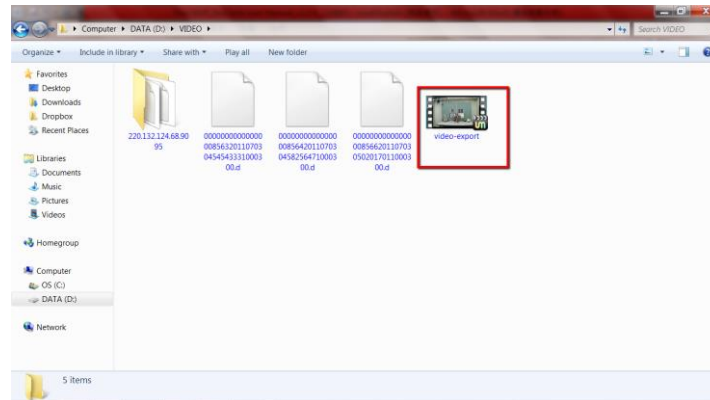 Computer ▸ DATA (D:) ▸ VIDEO ▸
Search VIDEO
Organize ▾ Include in library ▾ Share with ▾ Play all New folder
Favorites
Desktop
Downloads
Dropbox
Recent Places
Libraries
Documents
Music
Pictures
Videos
Homegroup
Computer
OS (C:)
DATA (D:)
Network
220.132.124.68.90
95
00000000000000
00856320110703
04545433310003
00.d
00000000000000
00856420110703
04582564710003
00.d
00000000000000
00856620110703
05020170110003
00.d
video-export
5 items